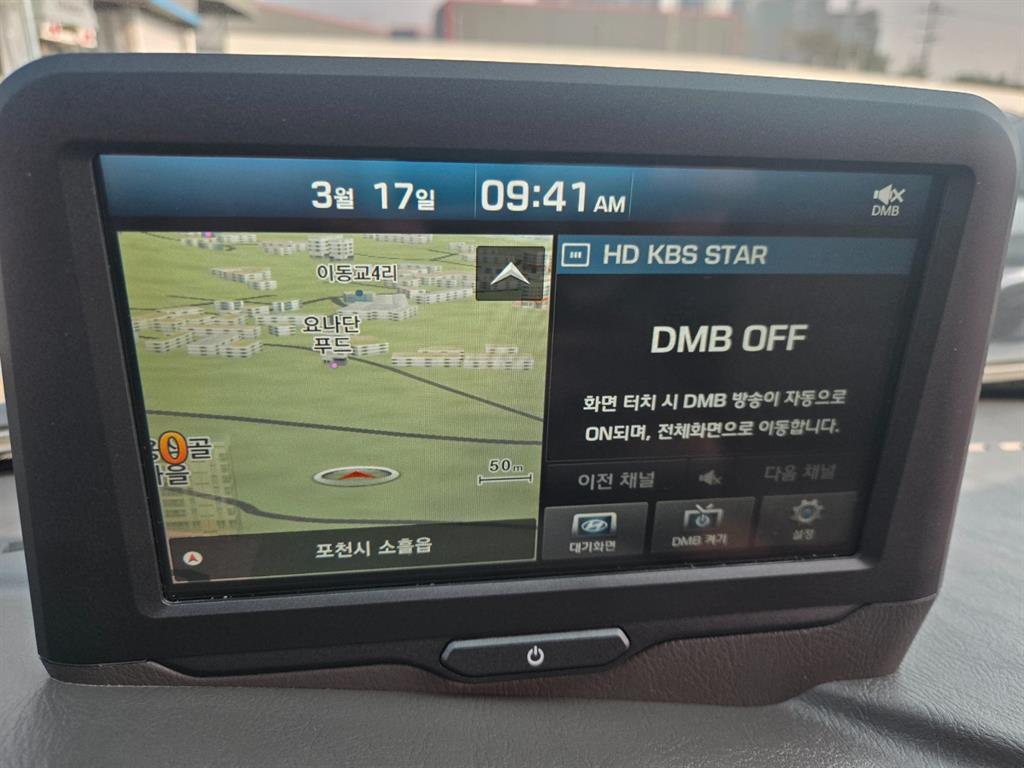 3월 17일 09:41 AM
DMB
이동교4리
요나단
푸드
0 골
50m
포천시 소흘읍
HD KBS STAR
DMB OFF
화면 터치 시 DMB 방송이 자동으로
ON되며, 전체화면으로 이동합니다.
이전 채널
다음 채널
대기화면
DMB 켜기
설정